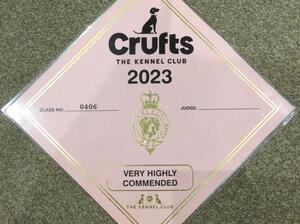 Crufts
THE KENNEL CLUB
2023
CLASS NO: 0406 JUDGE:
VERY HIGHLY
COMMENDED
THE KENNEL CLUB